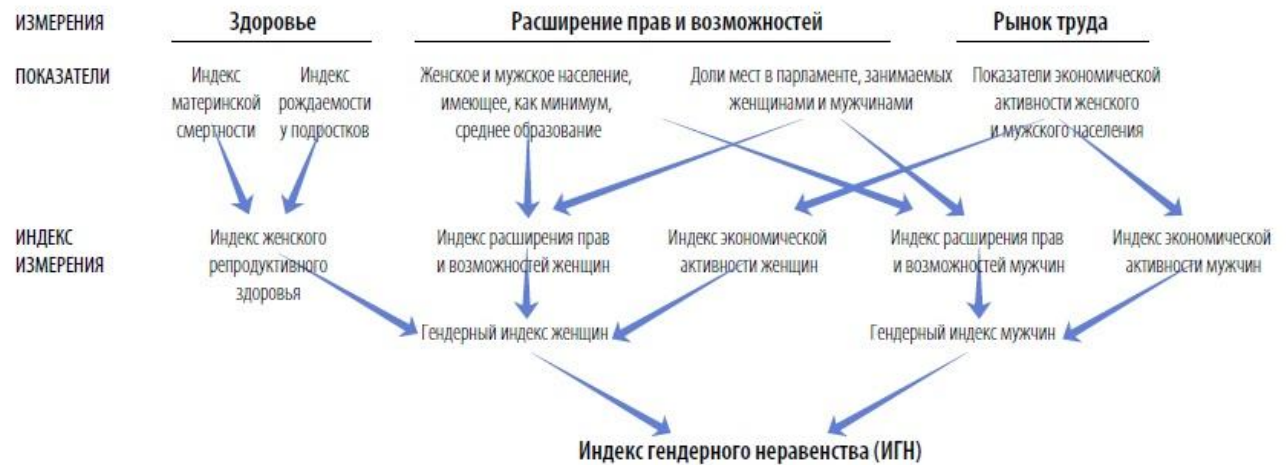 ИЗМЕРЕНИЯ
Здоровье
Расширение прав и возможностей
Рынок труда
ПОКАЗАТЕЛИ
Индекс
материнской
смертности
Индекс
рождаемости
у подростков
Женское и мужское население,
имеющее, как минимум,
среднее образование
Доли мест в парламенте, занимаемых
женщинами и мужчинами
Показатели экономической
активности женского
и мужского населения
ИНДЕКС
ИЗМЕРЕНИЯ
Индекс женского
репродуктивного
здоровья
Индекс расширения прав
и возможностей женщин
Индекс экономической
активности женщин
Индекс расширения прав
и возможностей мужчин
Индекс экономической
активности мужчин
Гендерный индекс женщин
Гендерный индекс мужчин
Индекс гендерного неравенства (ИГН)